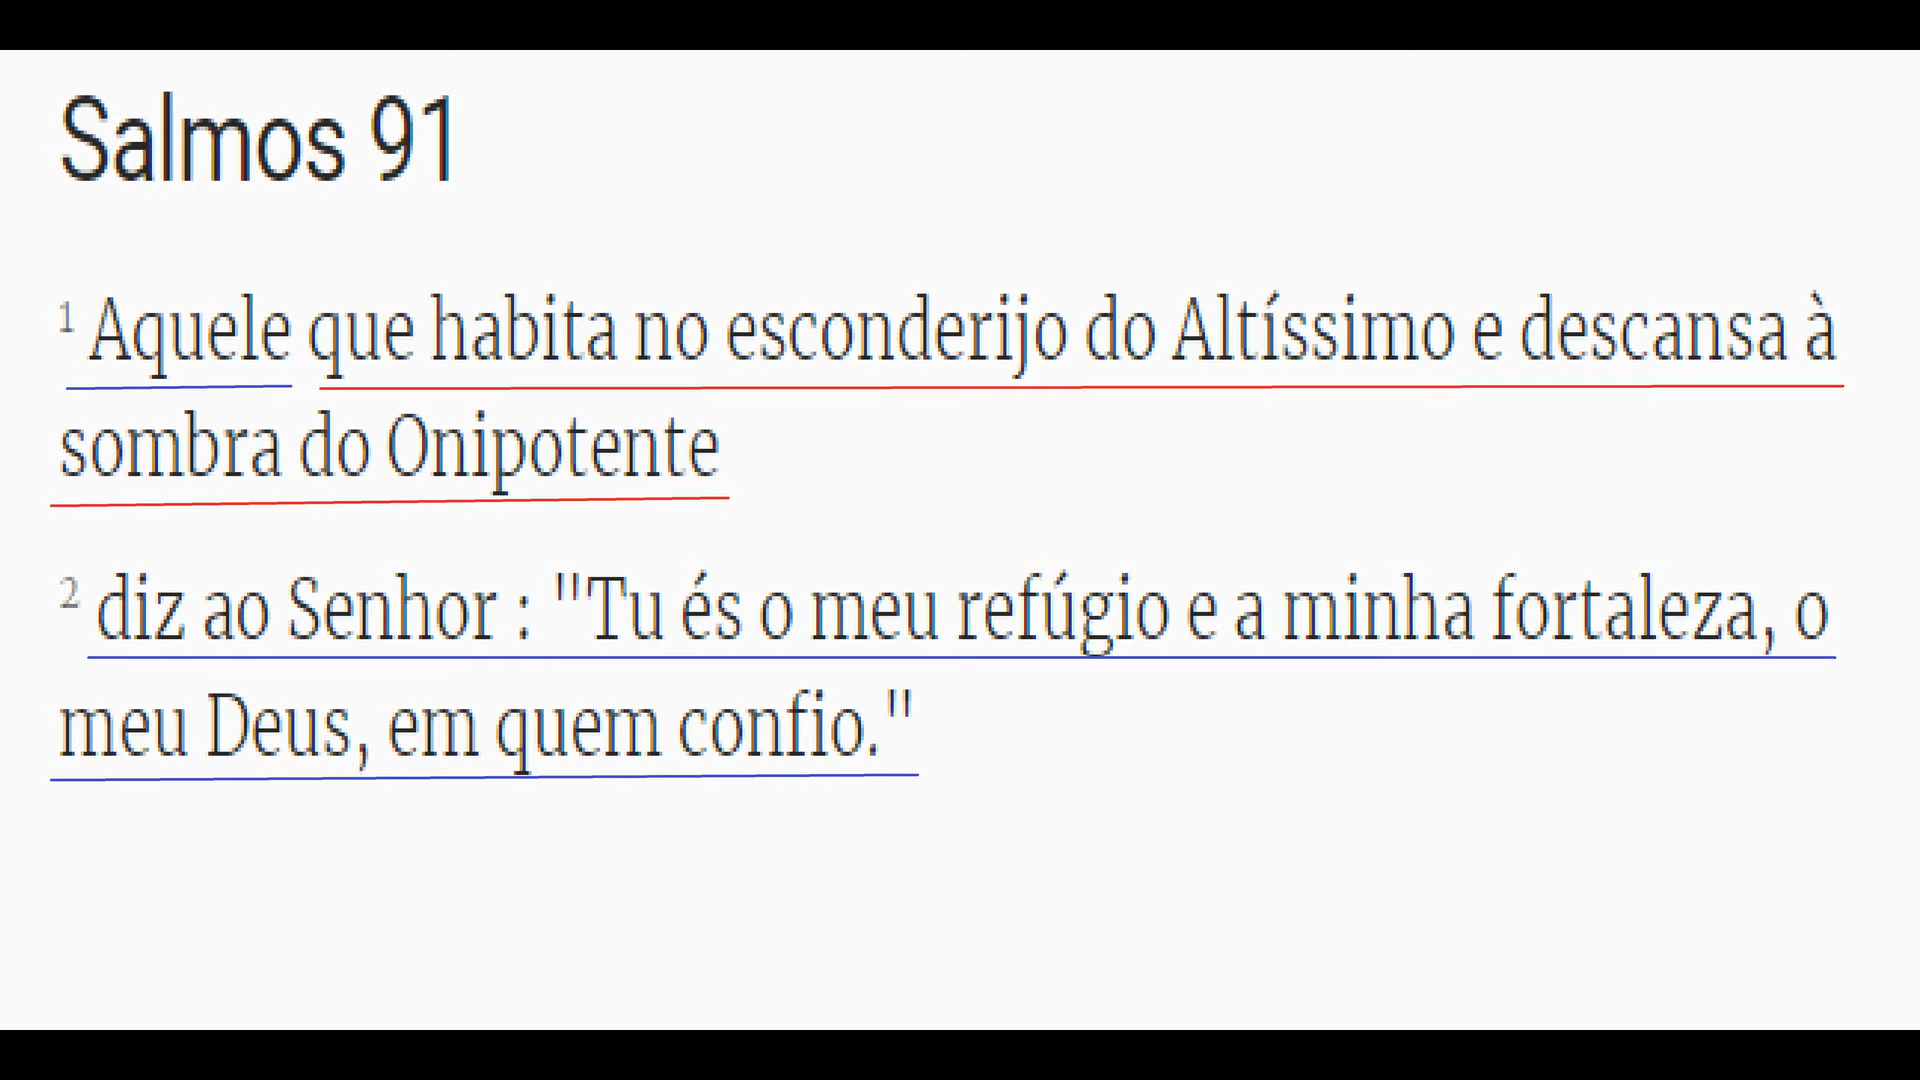 Salmos 91
1 Aquele que habita no esconderijo do Altíssimo e descansa à
sombra do Onipotente
2 diz ao Senhor : "Tu és o meu refúgio e a minha fortaleza, o
meu Deus, em quem confio."